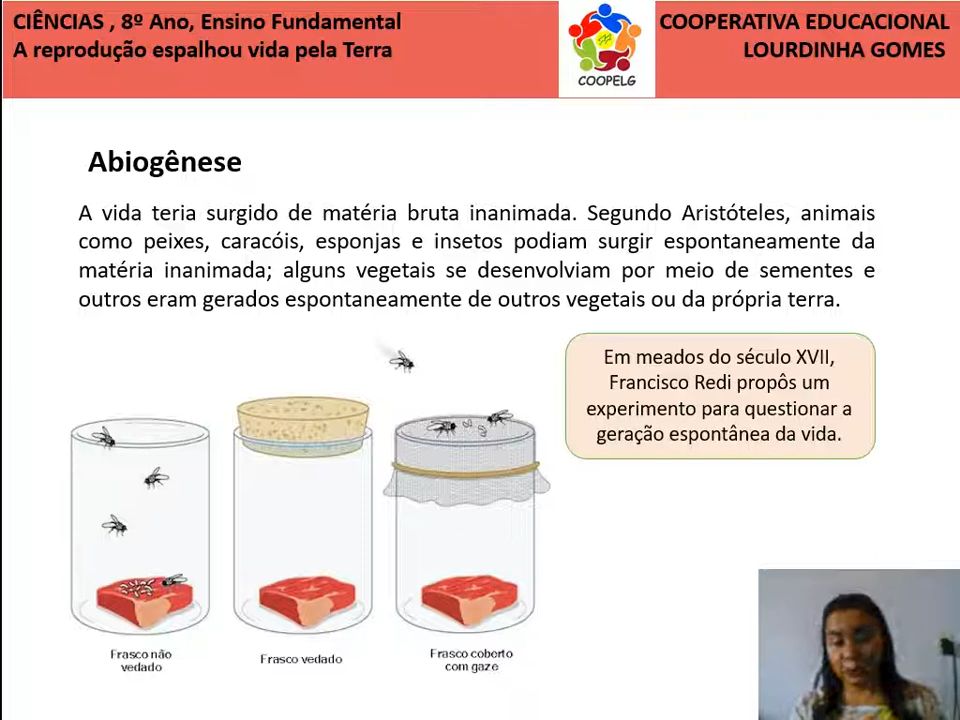 CIÊNCIAS , 8º Ano, Ensino Fundamental
A reprodução espalhou vida pela Terra
COOPELG
COOPERATIVA EDUCACIONAL
LOURDINHA GOMES
Abiogênese
A vida teria surgido de matéria bruta inanimada. Segundo Aristóteles, animais
como peixes, caracóis, esponjas e insetos podiam surgir espontaneamente da
matéria inanimada; alguns vegetais se desenvolviam por meio de sementes e
outros eram gerados espontaneamente de outros vegetais ou da própria terra.
Em meados do século XVII,
Francisco Redi propôs um
experimento para questionar a
geração espontânea da vida.
Frasco não
vedado
Frasco vedado
Frasco coberto
com gaze